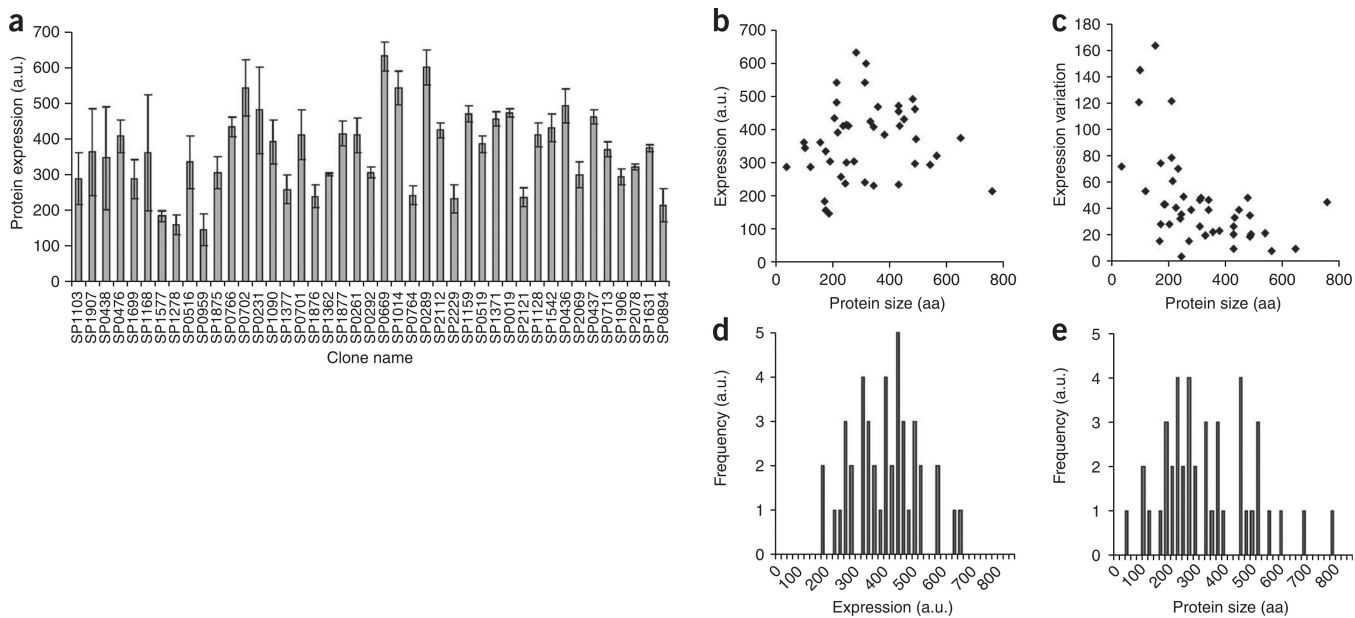 a
Protein expression (a.u.)
700
600
500
400
300
200
100
0
SP1103
SP1907
SP0438
SP0476
SP1699
SP1168
SP1577
SP1278
SP0516
SP0959
SP1875
SP0766
SP0702
SP0231
SP1090
SP1377
SP0701
SP1876
SP1362
SP1877
SP0261
SP0292
SP0669
SP1014
SP0764
SP0289
SP2112
SP2229
SP1159
SP0519
SP1371
SP0019
SP2121
SP1128
SP1542
SP0436
SP2069
SP0437
SP0713
SP1906
SP2078
SP1631
SP0894
Clone name
b
Expression (a.u.)
700
600
500
400
300
200
100
0
0 200 400 600 800
Protein size (aa)
c
Expression variation
180
160
140
120
100
80
60
40
20
0
0 200 400 600 800
Protein size (aa)
d
Frequency (a.u.)
5
4
3
2
1
0
0 100 200 300 400 500 600 700 800
Expression (a.u.)
e
Frequency (a.u.)
5
4
3
2
1
0
0 100 200 300 400 500 600 700 800
Protein size (aa)